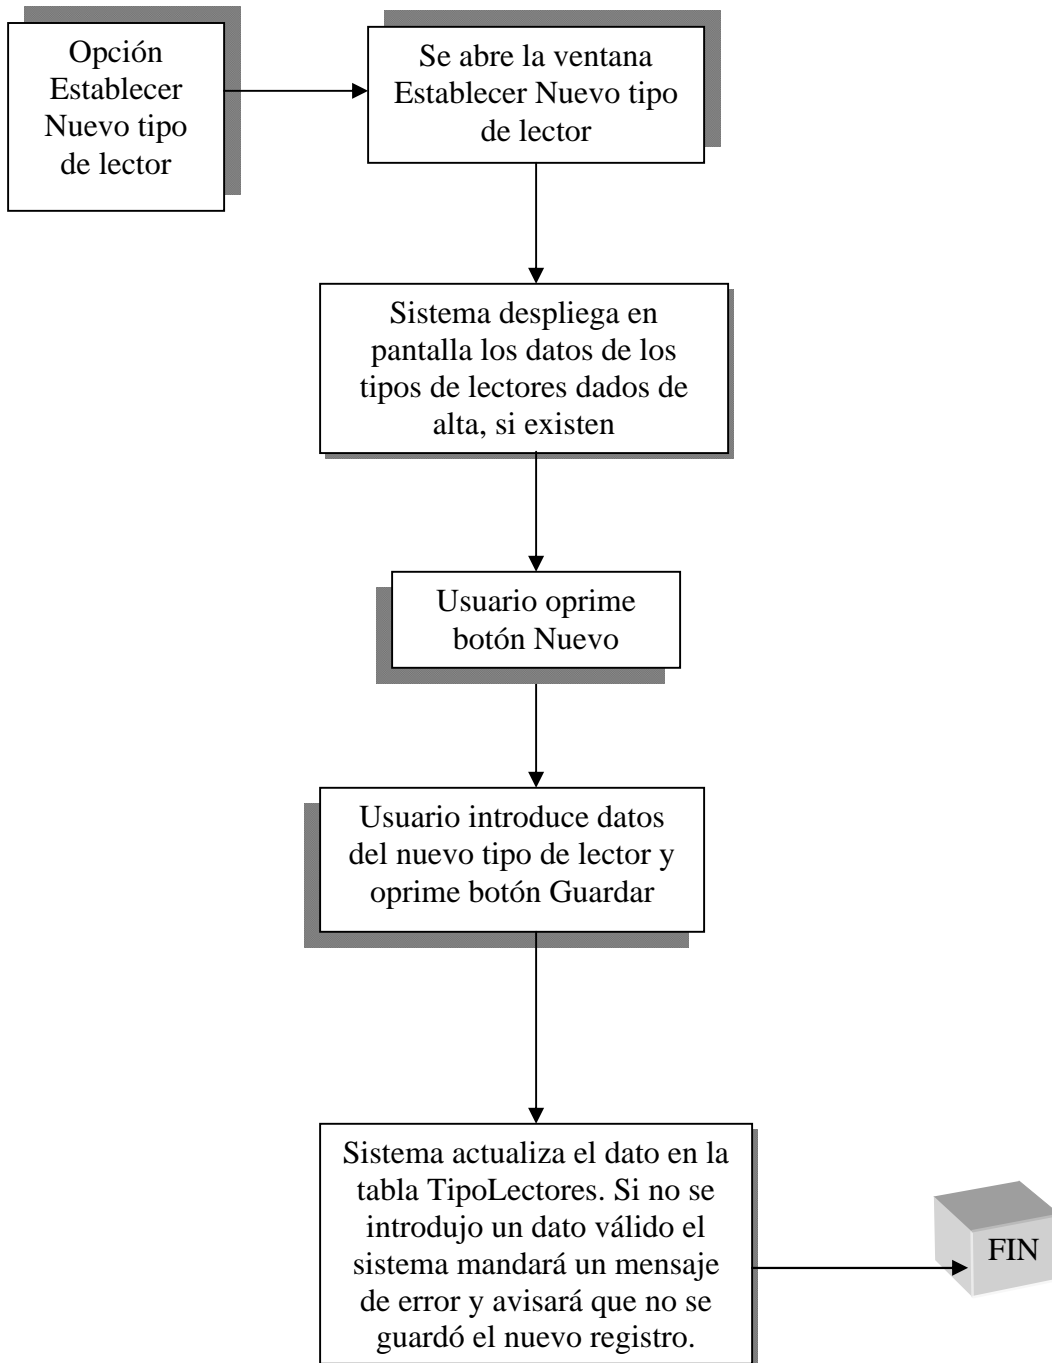 Opción
Establecer
Nuevo tipo
de lector
Se abre la ventana
Establecer Nuevo tipo
de lector
Sistema despliega en
pantalla los datos de los
tipos de lectores dados de
alta, si existen
Usuario oprime
botón Nuevo
Usuario introduce datos
del nuevo tipo de lector y
oprime botón Guardar
Sistema actualiza el dato en la
tabla TipoLectores. Si no se
introdujo un dato válido el
sistema mandará un mensaje
de error y avisará que no se
guardó el nuevo registro.
FIN